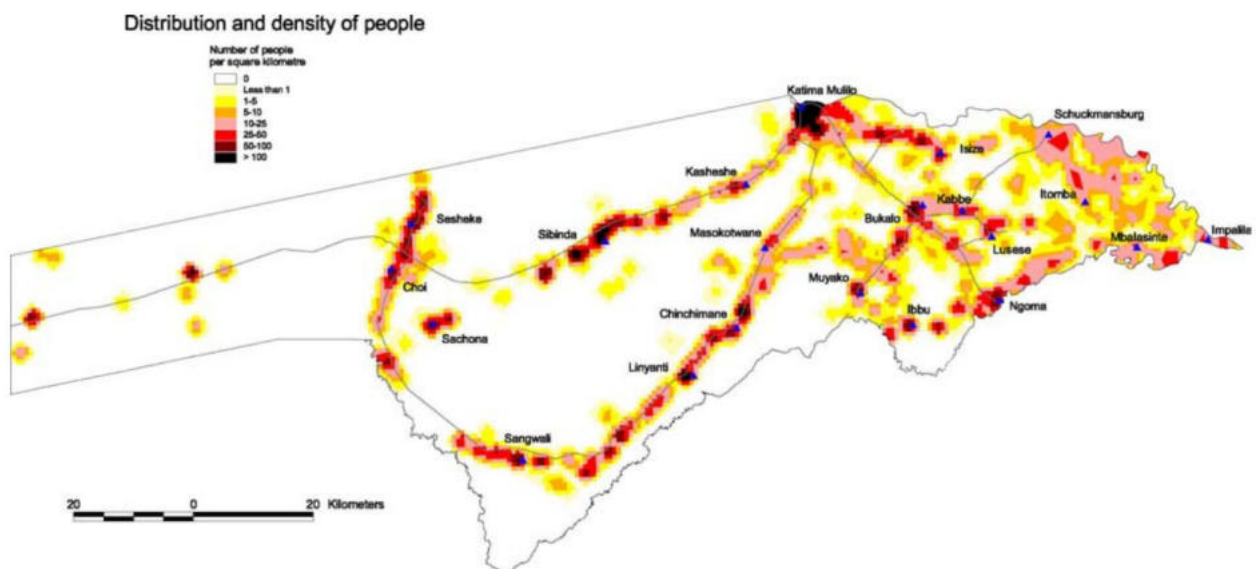 Distribution and density of people
Number of people
per square kilometre
0
Less than 1
1-5
5-10
10-25
25-50
50-100
> 100
Katima Mulilo
Schuckmansburg
Isize
Kasheshe
Kabbe
Itomba
Sesheke
Bukalo
Sibinda
Masokotwane
Impalila
Mbalasinte
Lusese
Choi
Muyako
Ibbu
Ngoma
Chinchimane
Sachona
Linyanti
Sangwali
20 0 20 Kilometers